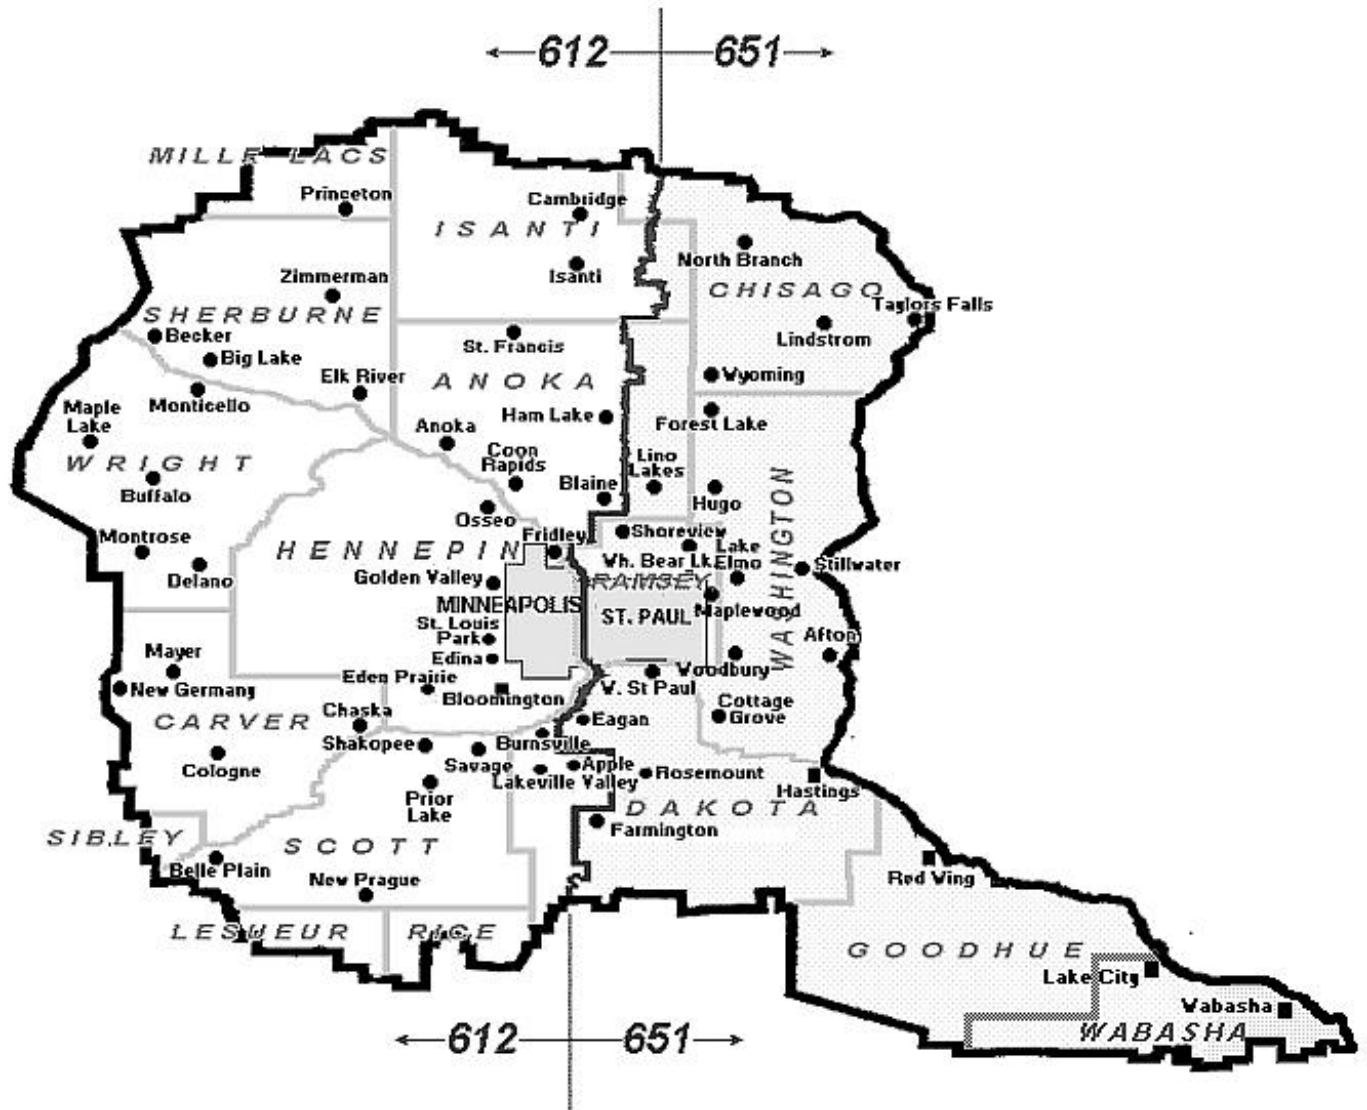 612 651
MILLE LACS
Princeton
Cambridge
ISANTI
North Branch
Isanti
Zimmerman
CHISAGO
Taylors Falls
SHERBURNE
Becker
Lindstrom
St. Francis
Big Lake
Elk River
ANOKA
Wyoming
Monticello
Maple
Lake
Ham Lake
Forest Lake
Anoka
Coon
Rapids
Lino
Lakes
WRIGHT
Buffalo
Blaine
Hugo
WASHINGTON
Osseo
Montrose
Fridley
Shoreview
HENNEPIN
Lake
Elmo
Wh. Bear Lk.
Stillwater
Delano
Golden Valley
RAMSEY
MINNEAPOLIS
ST. PAUL
Maplewood
St. Louis
Park
Afton
Mayer
Edina
Woodbury
Eden Prairie
New Germany
Bloomington
W. St Paul
Cottage
Grove
Chaska
CARVER
Eagan
Shakopee
Burnsville
Cologne
Savage
Apple
Valley
Lakeville
Rosemount
Hastings
Prior
Lake
DAKOTA
SIBLEY
Farmington
SCOTT
Belle Plain
New Prague
Red Wing
LESUEUR
RICE
GOODHUE
Lake City
Wabasha
WABASHA
612 651